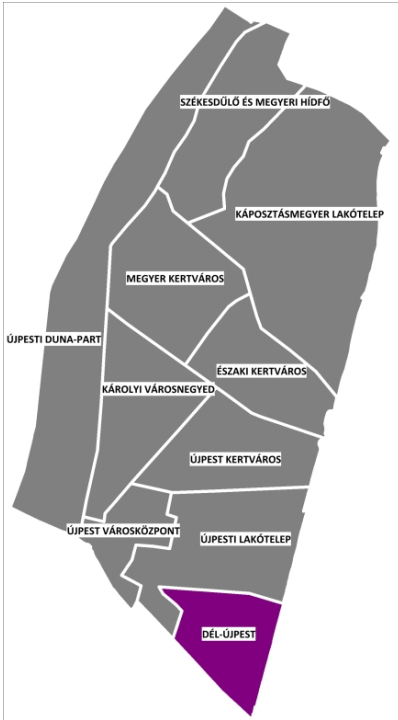 SZÉKESDŰLŐ ÉS MEGYERI HÍDFŐ
KÁPOSZTÁSMEGYER LAKÓTELEP
MEGYER KERTVÁROS
ÚJPESTI DUNA-PART
ÉSZAKI KERTVÁROS
KÁROLYI VÁROSNEGYED
ÚJPEST KERTVÁROS
ÚJPEST VÁROSKÖZPONT
ÚJPESTI LAKÓTELEP
DÉL-ÚJPEST